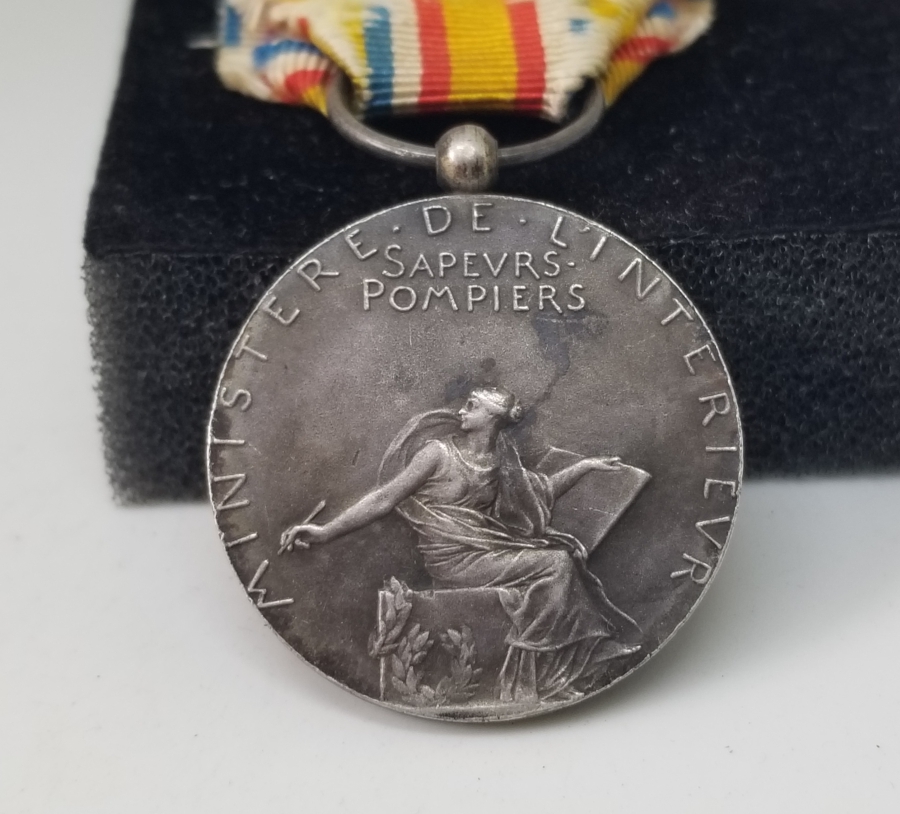 MINISTERE · DE · L'INTERIEVR
SAPEVRS-
POMPIERS